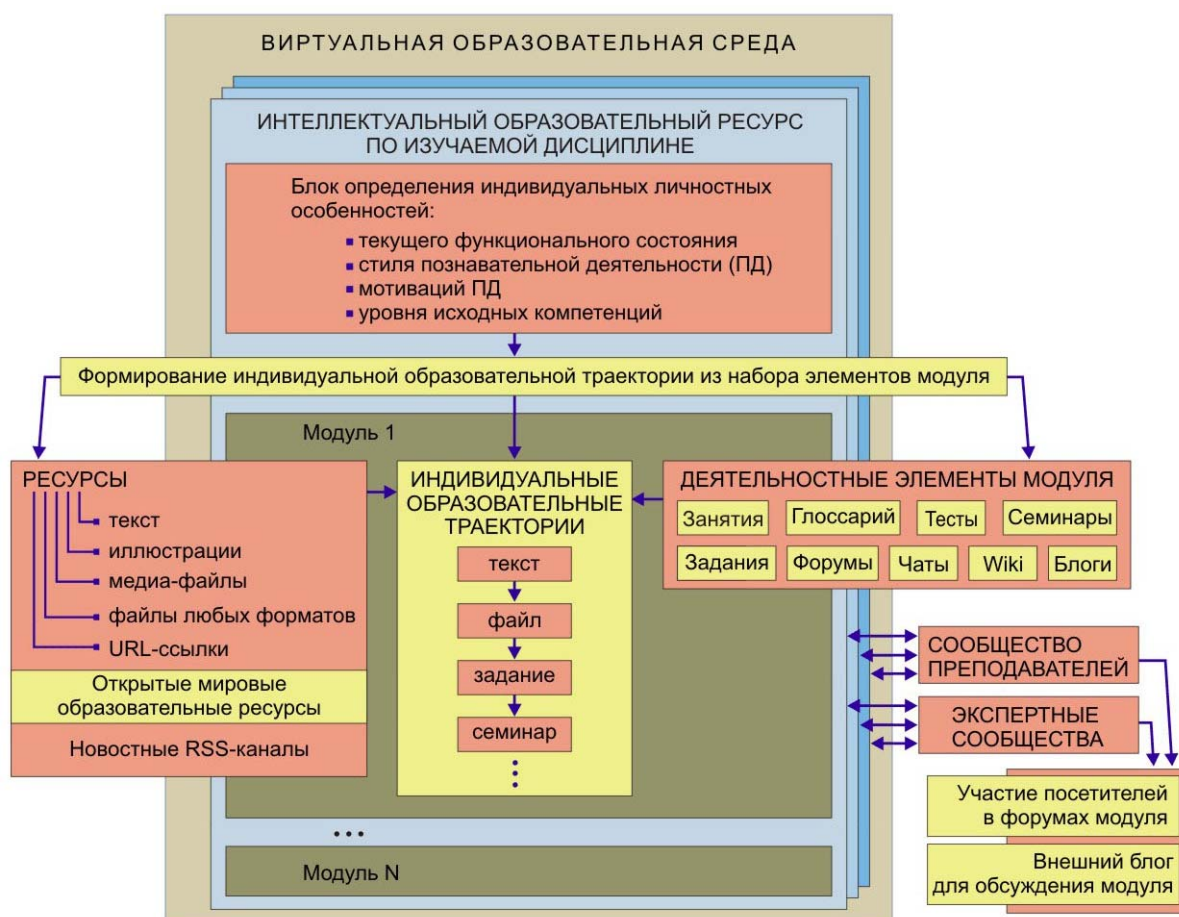 ВИРТУАЛЬНАЯ ОБРАЗОВАТЕЛЬНАЯ СРЕДА
ИНТЕЛЛЕКТУАЛЬНЫЙ ОБРАЗОВАТЕЛЬНЫЙ РЕСУРС
ПО ИЗУЧАЕМОЙ ДИСЦИПЛИНЕ
Блок определения индивидуальных личностных
особенностей:
текущего функционального состояния
стиля познавательной деятельности (ПД)
мотиваций ПД
уровня исходных компетенций
Формирование индивидуальной образовательной траектории из набора элементов модуля
Модуль 1
РЕСУРСЫ
текст
иллюстрации
медиа-файлы
файлы любых форматов
URL-ссылки
Открытые мировые
образовательные ресурсы
Новостные RSS-каналы
ИНДИВИДУАЛЬНЫЕ
ОБРАЗОВАТЕЛЬНЫЕ
ТРАЕКТОРИИ
текст
файл
задание
семинар
ДЕЯТЕЛЬНОСТНЫЕ ЭЛЕМЕНТЫ МОДУЛЯ
Занятия Глоссарий Тесты Семинары
Задания Форумы Чаты Wiki Блоги
СООБЩЕСТВО
ПРЕПОДАВАТЕЛЕЙ
ЭКСПЕРТНЫЕ
СООБЩЕСТВА
Участие посетителей
в форумах модуля
Внешний блог
для обсуждения модуля
...
Модуль N